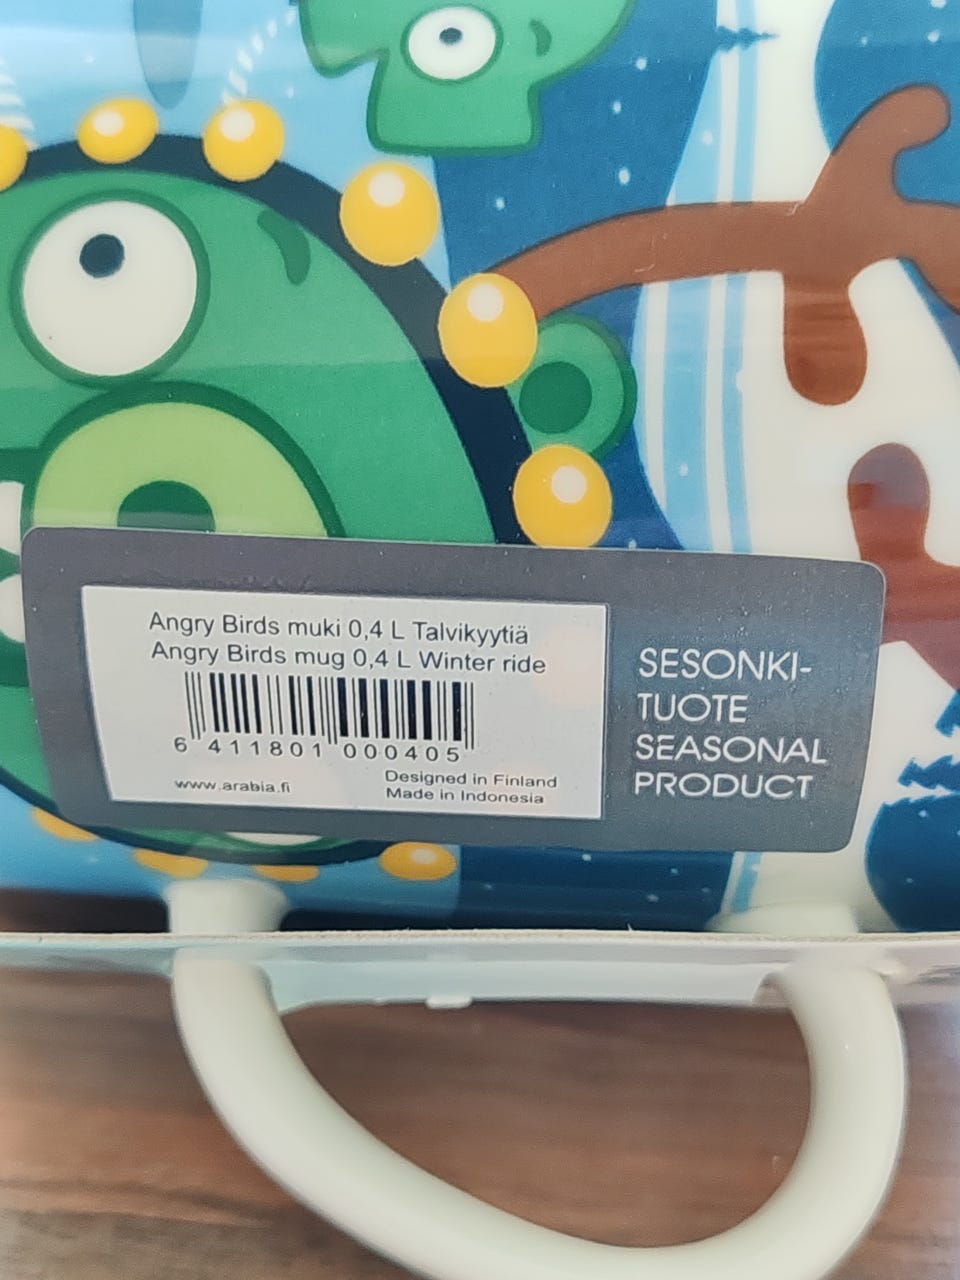 Angry Birds muki 0,4 L Talvikyytiä
Angry Birds mug 0,4 L Winter ride
6 411801 000405
www.arabia.fi
Designed in Finland
Made in Indonesia
SESONKI-
TUOTE
SEASONAL
PRODUCT